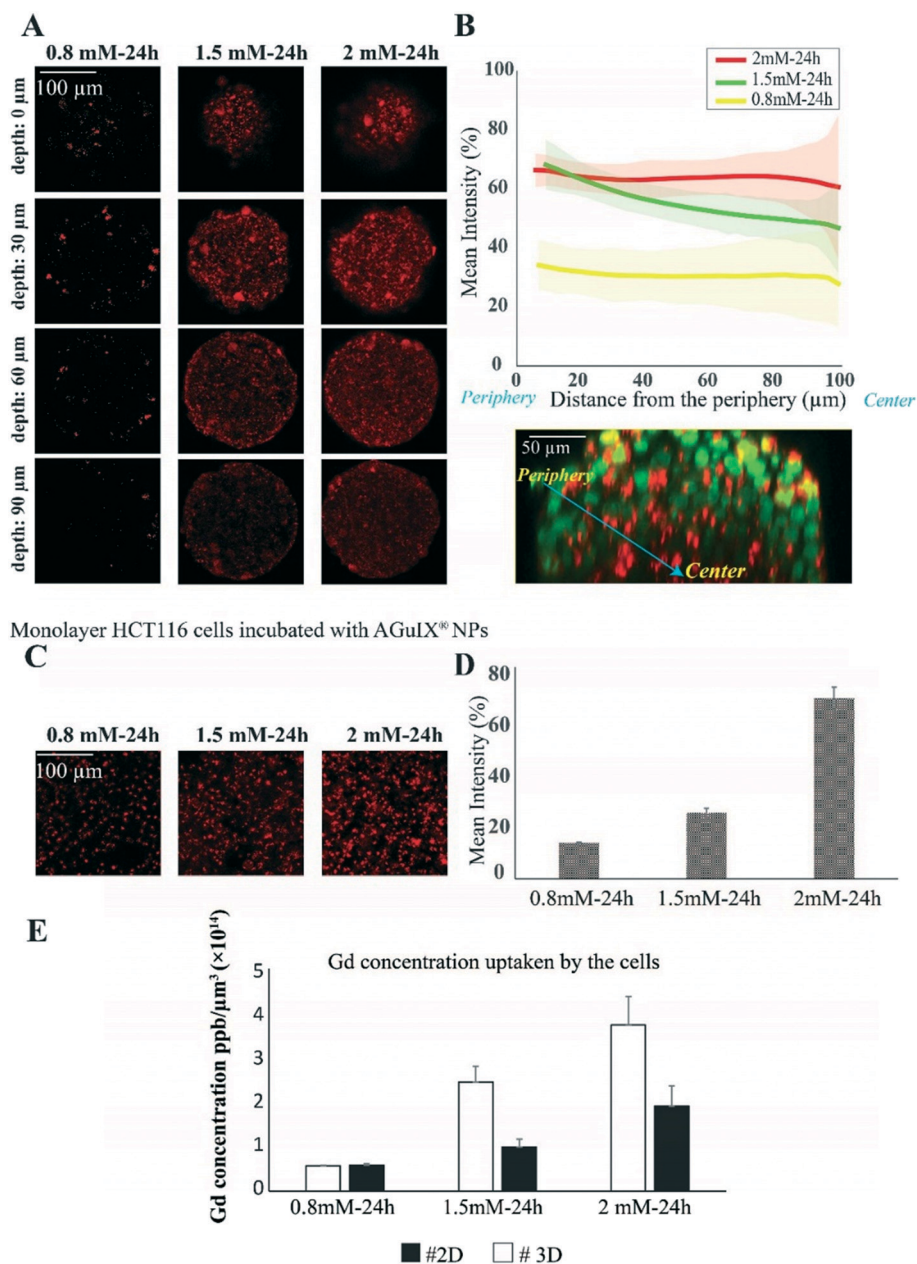 A
0.8 mM-24h 1.5 mM-24h 2 mM-24h
100 µm
depth: 0 µm
depth: 30 µm
depth: 60 µm
depth: 90 µm
B
2mM-24h
1.5mM-24h
0.8mM-24h
Mean Intensity (%)
100
80
60
40
20
0
0 20 40 60 80 100
Periphery Distance from the periphery (µm) Center
50 µm
Periphery
Center
Monolayer HCT116 cells incubated with AGuIX® NPs
C
0.8 mM-24h 1.5 mM-24h 2 mM-24h
100 µm
D
Mean Intensity (%)
80
60
40
20
0
0.8mM-24h 1.5mM-24h 2mM-24h
E
Gd concentration uptaken by the cells
Gd concentration ppb/µm³ (×10¹⁴)
5
4
3
2
1
0
0.8mM-24h 1.5mM-24h 2 mM-24h
#2D # 3D